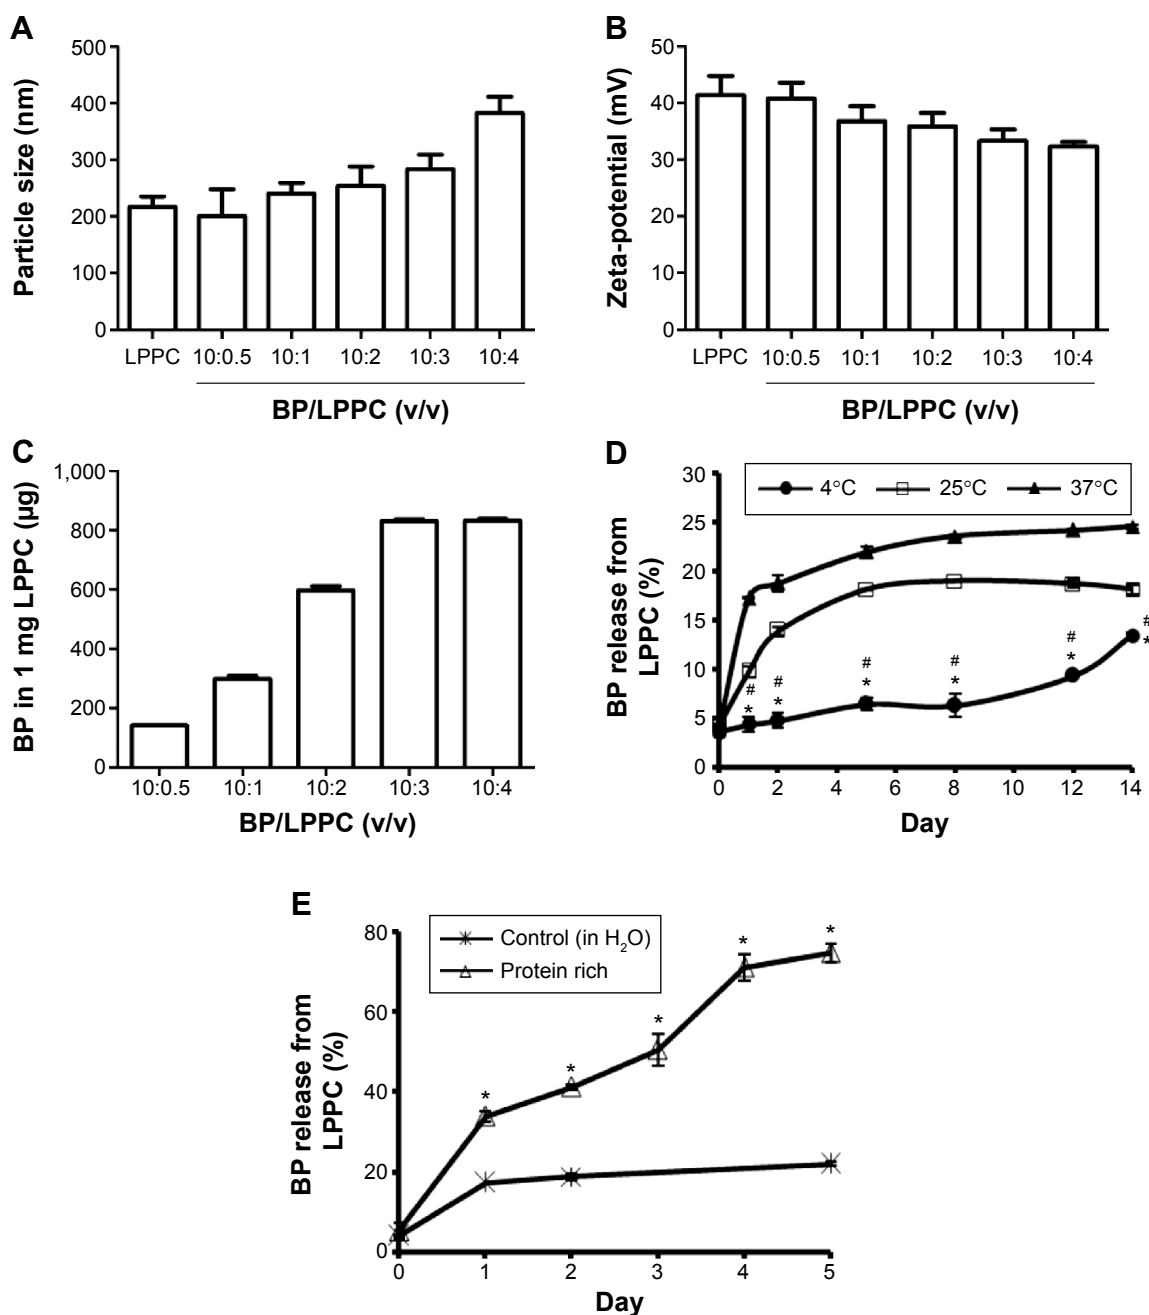 A
Particle size (nm)
500
400
300
200
100
0
LPPC 10:0.5 10:1 10:2 10:3 10:4
BP/LPPC (v/v)
B
Zeta-potential (mV)
50
40
30
20
10
0
LPPC 10:0.5 10:1 10:2 10:3 10:4
BP/LPPC (v/v)
C
BP in 1 mg LPPC (µg)
1,000
800
600
400
200
0
10:0.5 10:1 10:2 10:3 10:4
BP/LPPC (v/v)
D
BP release from
LPPC (%)
30
25
20
15
10
5
0
4°C 25°C 37°C
# # # # # #
* * * * * *
0 2 4 6 8 10 12 14
Day
E
BP release from
LPPC (%)
80
60
40
20
0
Control (in H₂O)
Protein rich
* * * * *
0 1 2 3 4 5
Day